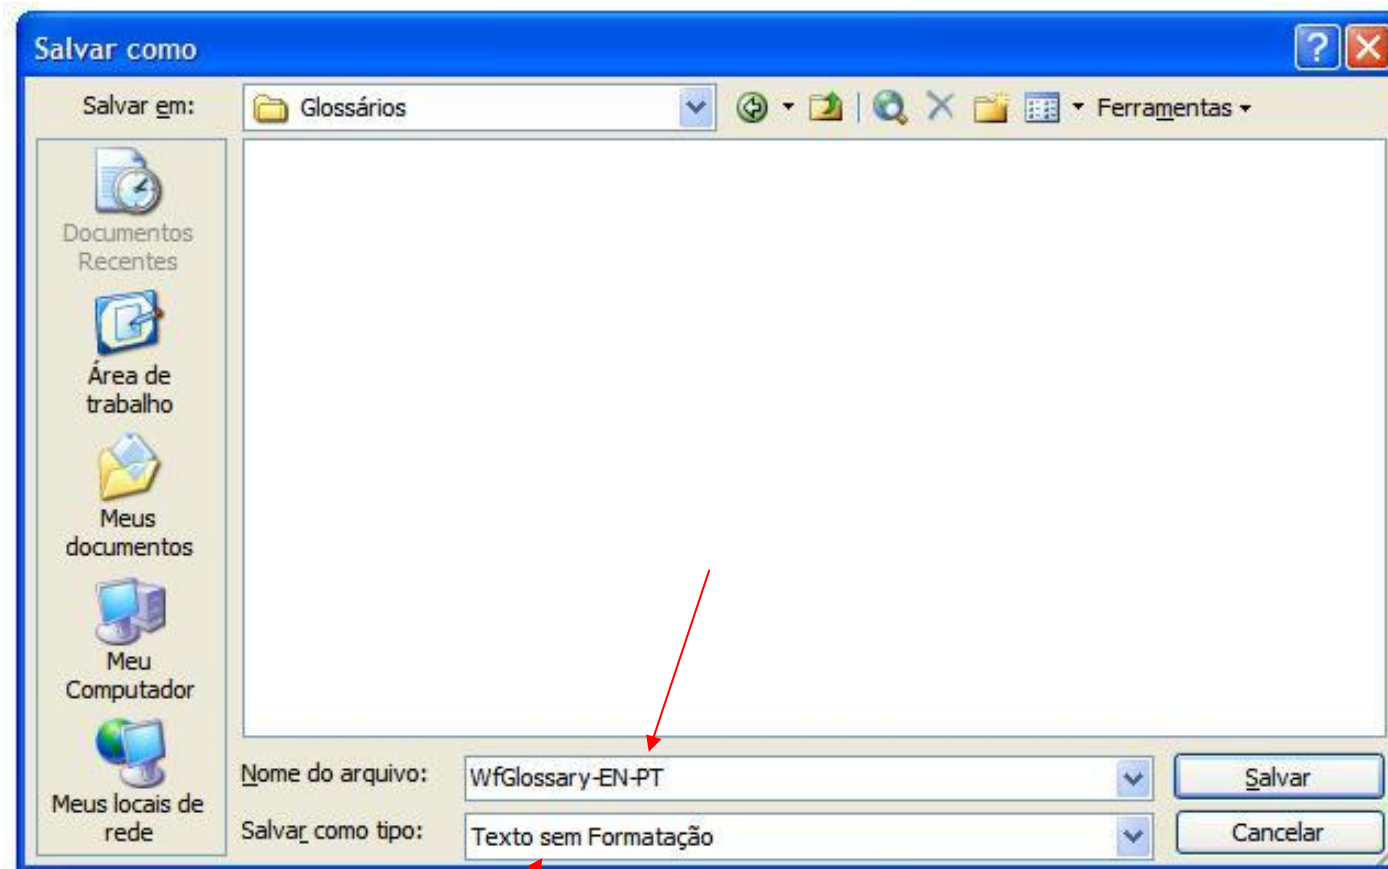 Salvar como
Salvar em:
Glossários
Ferramentas
Documentos
Recentes
Área de
trabalho
Meus
documentos
Meu
Computador
Meus locais de
rede
Nome do arquivo:
WfGlossary-EN-PT
Salvar
Salvar como tipo:
Texto sem Formatação
Cancelar